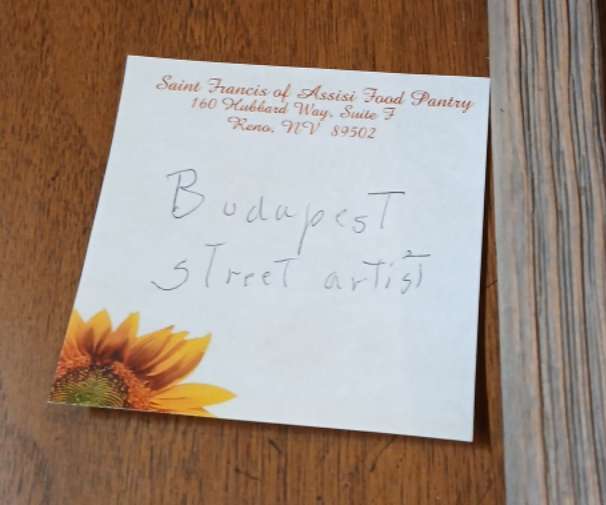 Saint Francis of Assisi Food Pantry
160 Hubbard Way, Suite F
Reno, NV 89502
Budapest
street artist